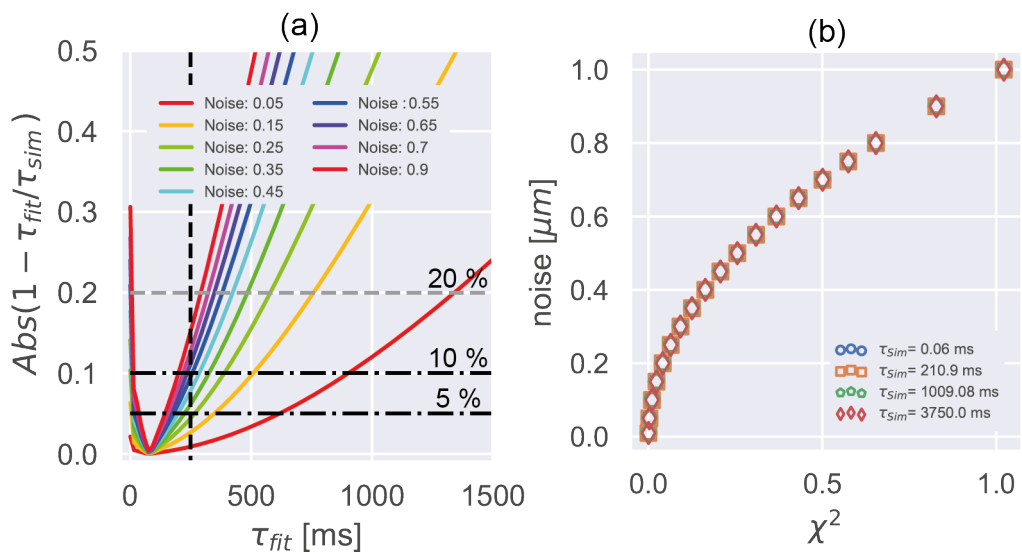 (a)
Abs(1 − τfit/τsim)
0.5
0.4
0.3
0.2
0.1
0.0
Noise: 0.05
Noise: 0.15
Noise: 0.25
Noise: 0.35
Noise: 0.45
Noise :0.55
Noise: 0.65
Noise: 0.7
Noise: 0.9
20 %
10 %
5 %
0
500
1000
1500
τfit [ms]
(b)
noise [μm]
1.0
0.8
0.6
0.4
0.2
0.0
τSim= 0.06 ms
τSim= 210.9 ms
τSim= 1009.08 ms
τSim= 3750.0 ms
0.0
0.5
1.0
χ²